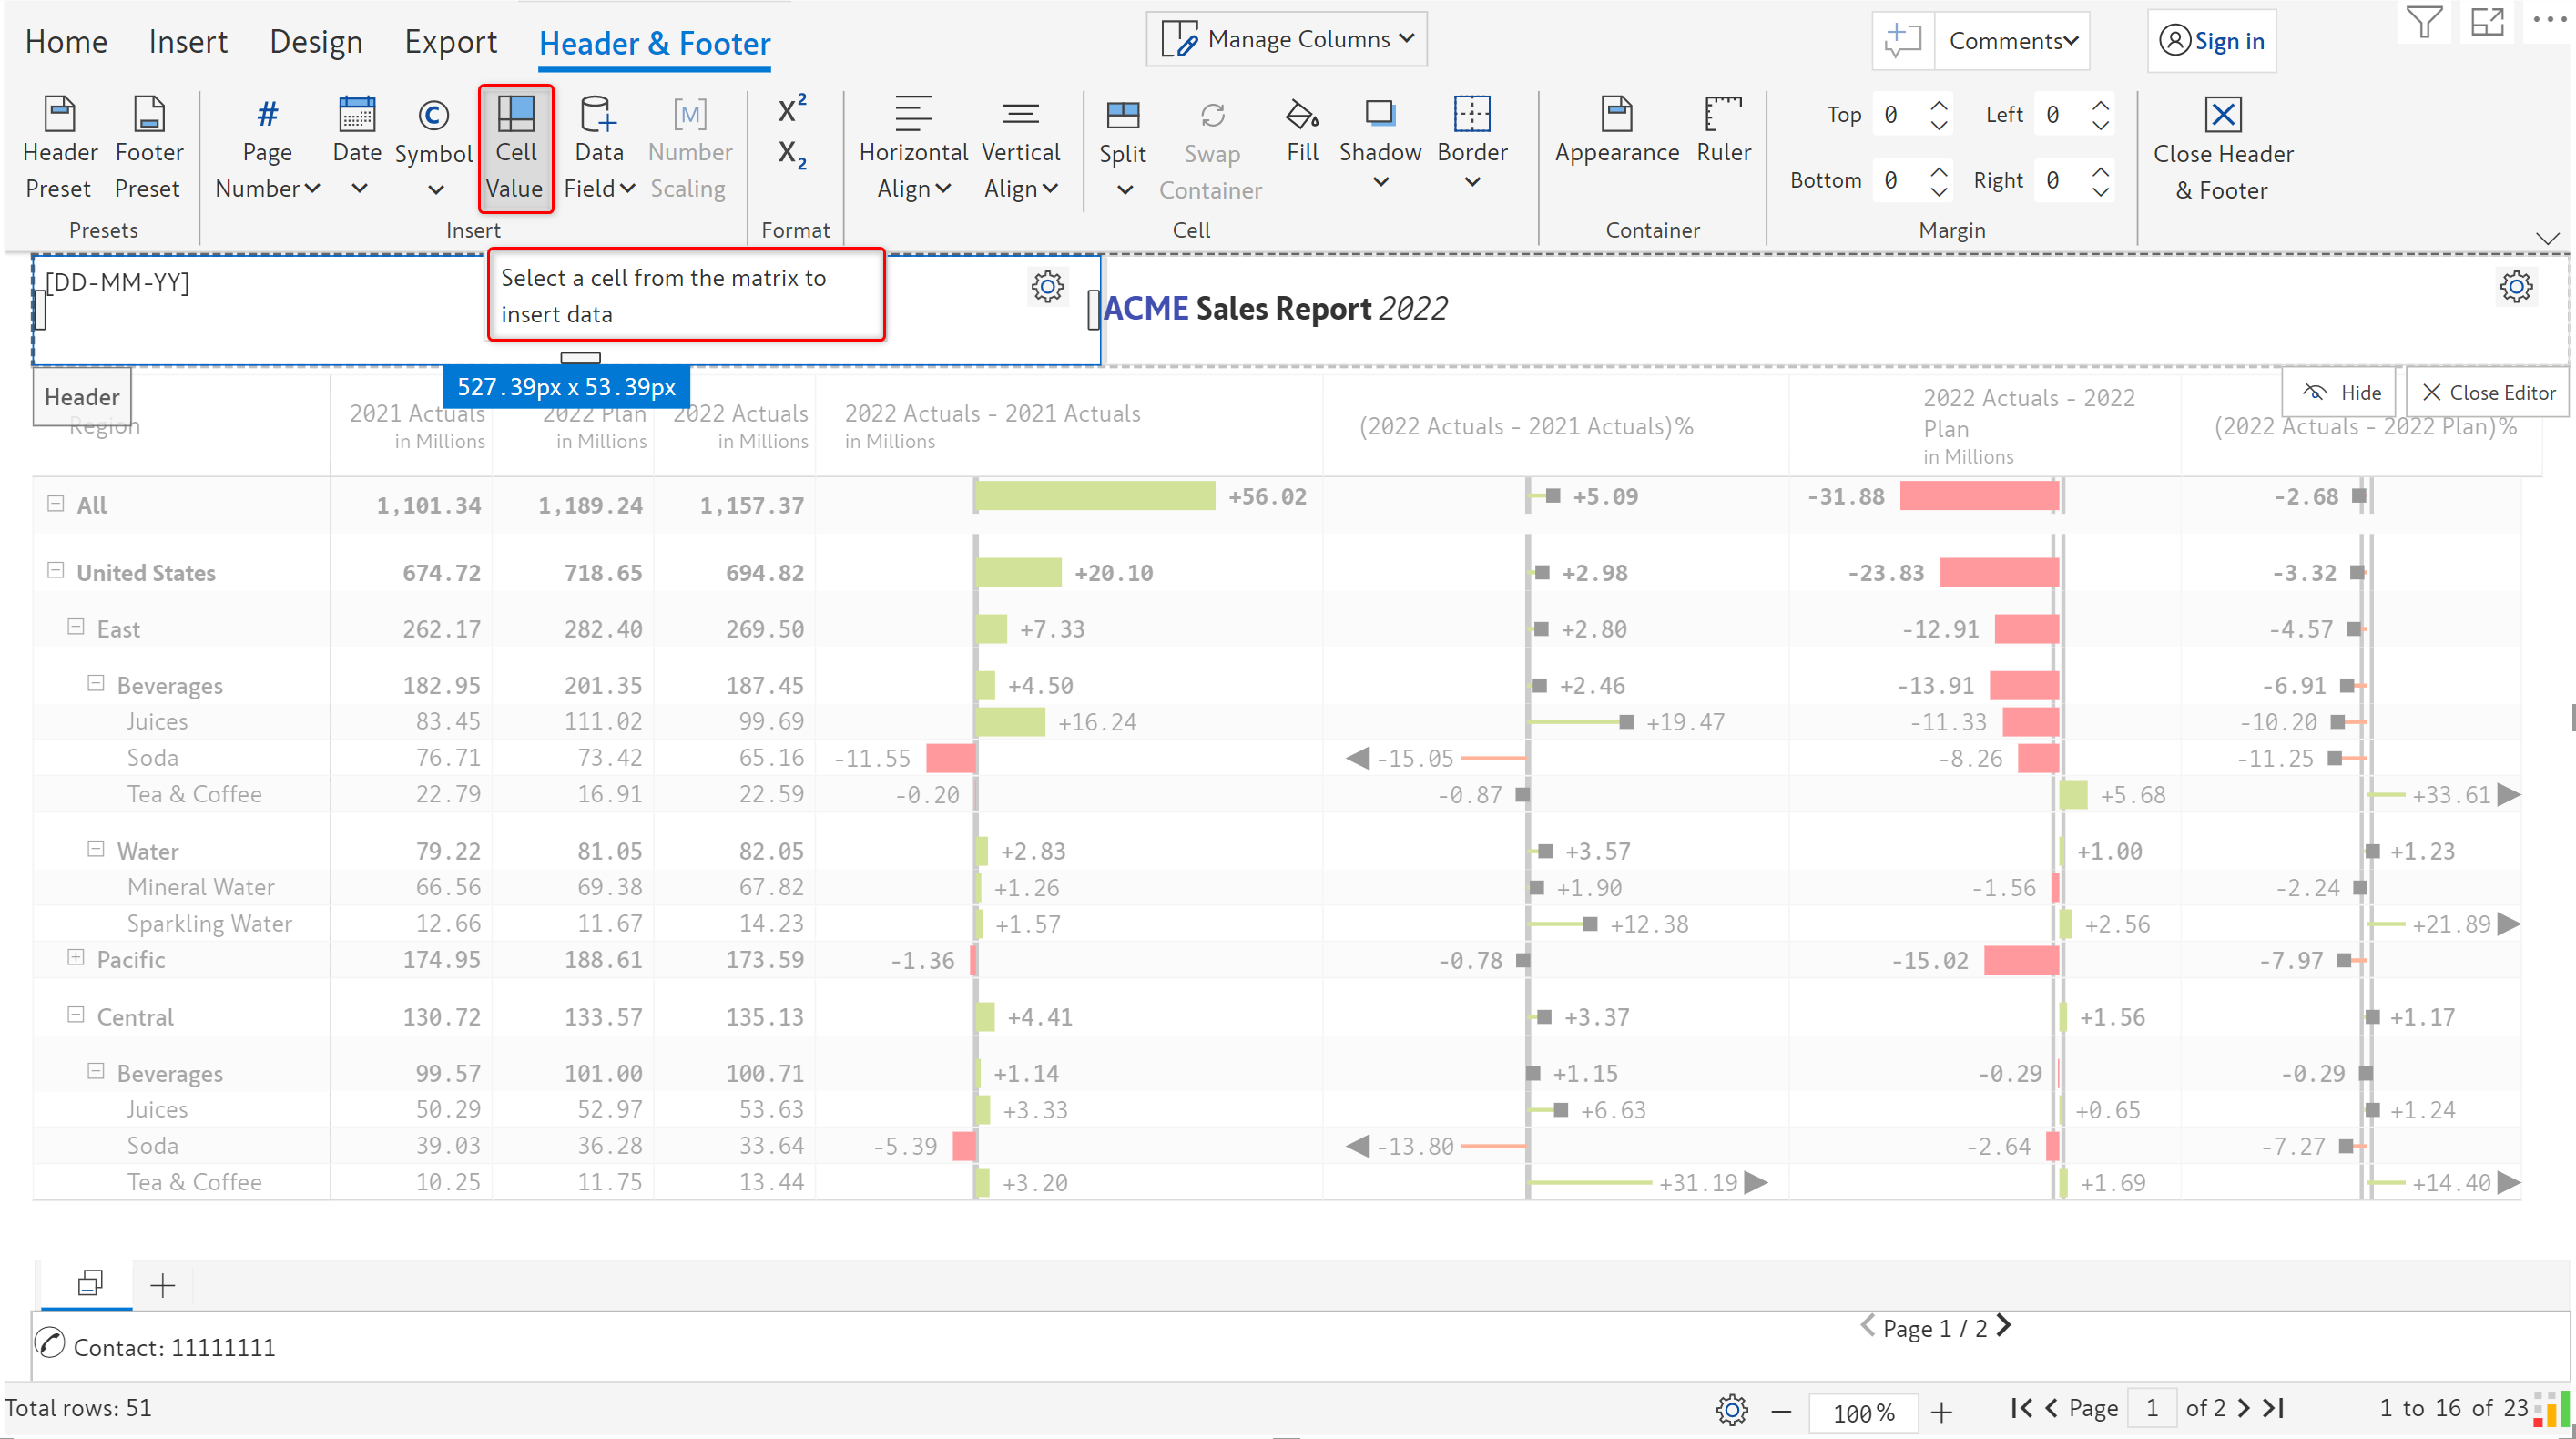 Home Insert Design Export Header & Footer Manage Columns Comments Sign in
Header Preset
Footer Preset
Presets
# Page Number
Date
Symbol
Cell Value
Data Field
[M] Number Scaling
Insert
X2
X2
Format
Horizontal Align
Vertical Align
Split
Swap Container
Fill
Shadow
Border
Cell
Appearance
Ruler
Container
Top 0 Left 0
Bottom 0 Right 0
Margin
Close Header & Footer
[DD-MM-YY]
Select a cell from the matrix to
insert data
ACME Sales Report 2022
527.39px x 53.39px
Header
Hide
Close Editor
Region
2021 Actuals
in Millions
2022 Plan
in Millions
2022 Actuals
in Millions
2022 Actuals - 2021 Actuals
in Millions
(2022 Actuals - 2021 Actuals)%
2022 Actuals - 2022
Plan
in Millions
(2022 Actuals - 2022 Plan)%
All 1,101.34 1,189.24 1,157.37 +56.02 +5.09 -31.88 -2.68
United States 674.72 718.65 694.82 +20.10 +2.98 -23.83 -3.32
East 262.17 282.40 269.50 +7.33 +2.80 -12.91 -4.57
Beverages 182.95 201.35 187.45 +4.50 +2.46 -13.91 -6.91
Juices 83.45 111.02 99.69 +16.24 +19.47 -11.33 -10.20
Soda 76.71 73.42 65.16 -11.55 -15.05 -8.26 -11.25
Tea & Coffee 22.79 16.91 22.59 -0.20 -0.87 +5.68 +33.61
Water 79.22 81.05 82.05 +2.83 +3.57 +1.00 +1.23
Mineral Water 66.56 69.38 67.82 +1.26 +1.90 -1.56 -2.24
Sparkling Water 12.66 11.67 14.23 +1.57 +12.38 +2.56 +21.89
Pacific 174.95 188.61 173.59 -1.36 -0.78 -15.02 -7.97
Central 130.72 133.57 135.13 +4.41 +3.37 +1.56 +1.17
Beverages 99.57 101.00 100.71 +1.14 +1.15 -0.29 -0.29
Juices 50.29 52.97 53.63 +3.33 +6.63 +0.65 +1.24
Soda 39.03 36.28 33.64 -5.39 -13.80 -2.64 -7.27
Tea & Coffee 10.25 11.75 13.44 +3.20 +31.19 +1.69 +14.40
Contact: 11111111
Page 1 / 2
Total rows: 51
100%
Page 1 of 2
1 to 16 of 23